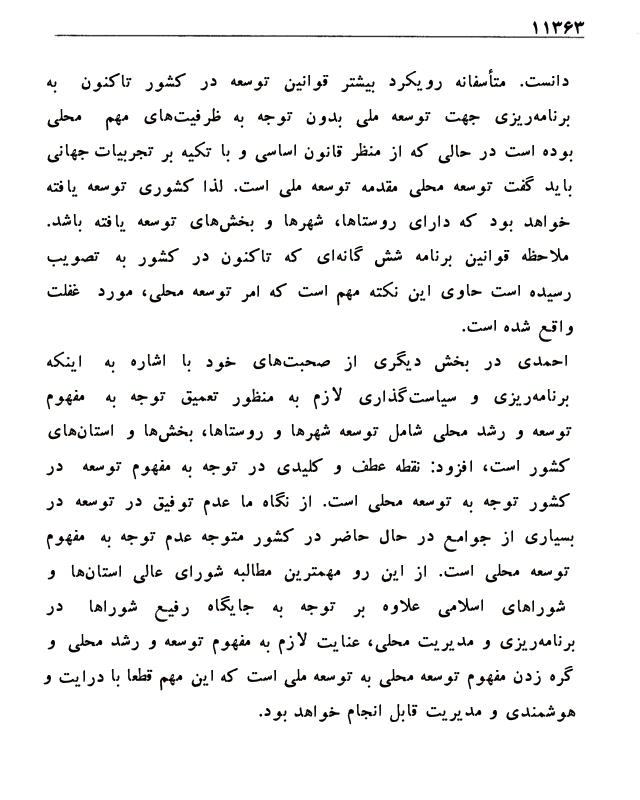 ۱۱۳۶۳
دانست. متأسفانه رویکرد بیشتر قوانین توسعه در کشور تاکنون به
برنامه‌ریزی جهت توسعه ملی بدون توجه به ظرفیت‌های مهم محلی
بوده است در حالی که از منظر قانون اساسی و با تکیه بر تجربیات جهانی
باید گفت توسعه محلی مقدمه توسعه ملی است. لذا کشوری توسعه یافته
خواهد بود که دارای روستاها، شهرها و بخش‌های توسعه یافته باشد.
ملاحظه قوانین برنامه شش گانه‌ای که تاکنون در کشور به تصویب
رسیده است حاوی این نکته مهم است که امر توسعه محلی، مورد غفلت
واقع شده است.
احمدی در بخش دیگری از صحبت‌های خود با اشاره به اینکه
برنامه‌ریزی و سیاست‌گذاری لازم به منظور تعمیق توجه به مفهوم
توسعه و رشد محلی شامل توسعه شهرها و روستاها، بخش‌ها و استان‌های
کشور است، افزود: نقطه عطف و کلیدی در توجه به مفهوم توسعه در
کشور توجه به توسعه محلی است. از نگاه ما عدم توفیق در توسعه در
بسیاری از جوامع در حال حاضر در کشور متوجه عدم توجه به مفهوم
توسعه محلی است. از این رو مهمترین مطالبه شورای عالی استان‌ها و
شوراهای اسلامی علاوه بر توجه به جایگاه رفیع شوراها در
برنامه‌ریزی و مدیریت محلی، عنایت لازم به مفهوم توسعه و رشد محلی و
گره زدن مفهوم توسعه محلی به توسعه ملی است که این مهم قطعا با درایت و
هوشمندی و مدیریت قابل انجام خواهد بود.